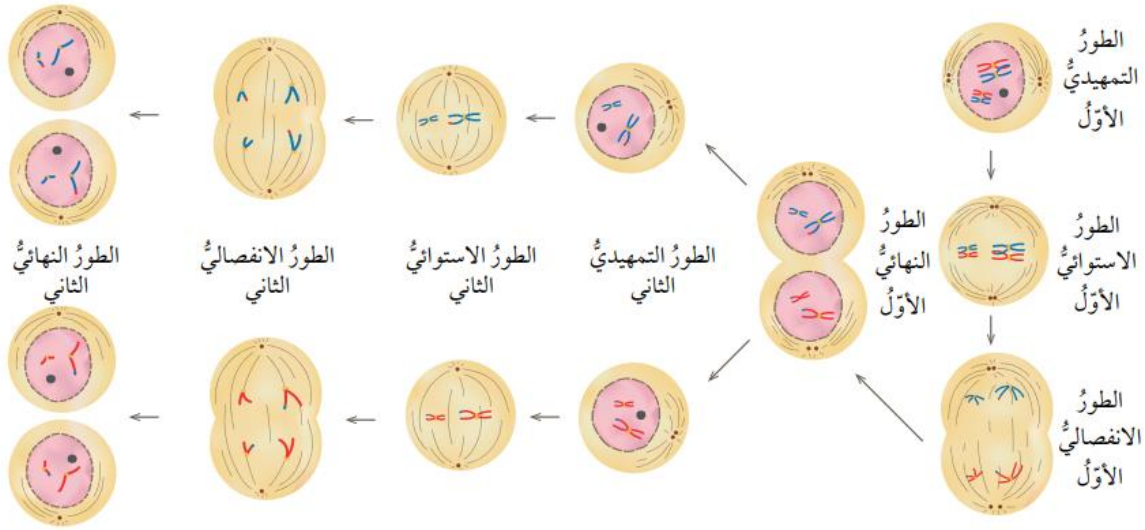 الطورُ
التمهيديُّ
الأوّلُ
الطورُ
الاستوائيُّ
الأوّلُ
الطورُ
الانفصاليُّ
الأوّلُ
الطورُ
النهائيُّ
الأوّلُ
الطورُ التمهيديُّ
الثاني
الطورُ الاستوائيُّ
الثاني
الطورُ الانفصاليُّ
الثاني
الطورُ النهائيُّ
الثاني